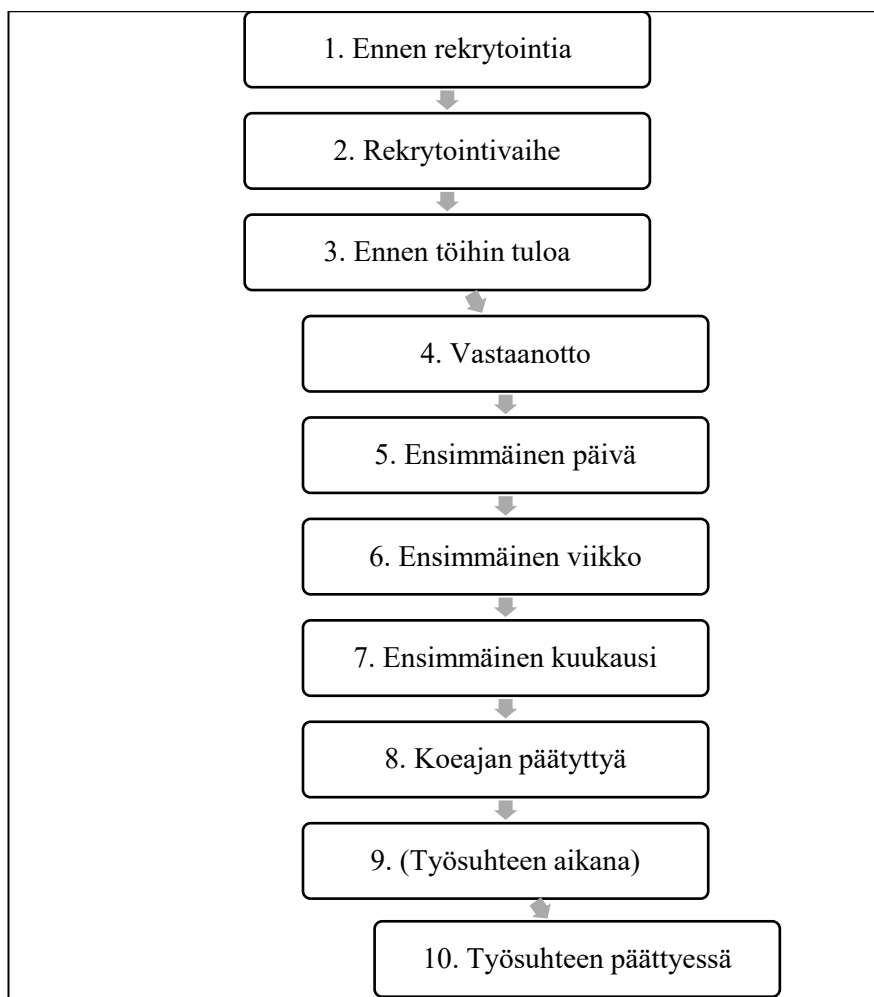 1. Ennen rekrytointia
2. Rekrytointivaihe
3. Ennen töihin tuloa
4. Vastaanotto
5. Ensimmäinen päivä
6. Ensimmäinen viikko
7. Ensimmäinen kuukausi
8. Koeajan päätyttyä
9. (Työsuhteen aikana)
10. Työsuhteen päättyessä